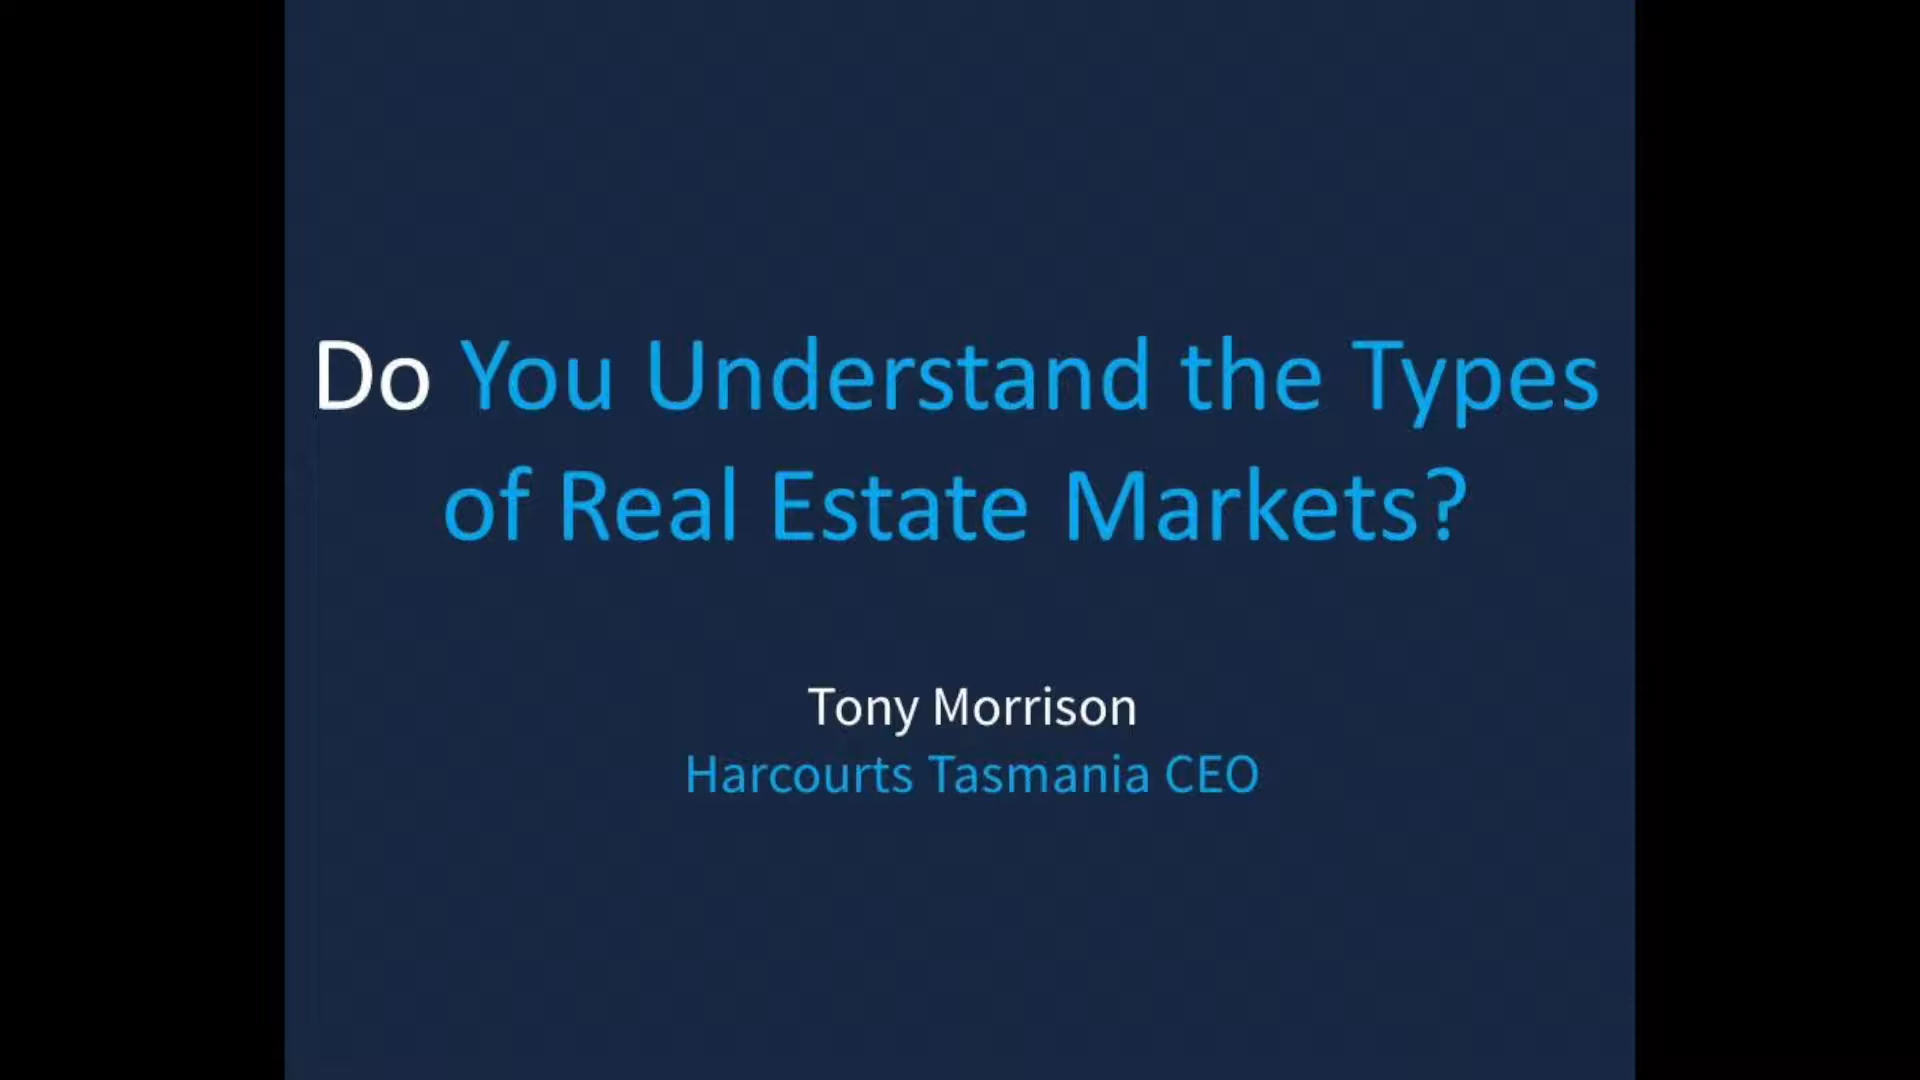 Do You Understand the Types
of Real Estate Markets?
Tony Morrison
Harcourts Tasmania CEO